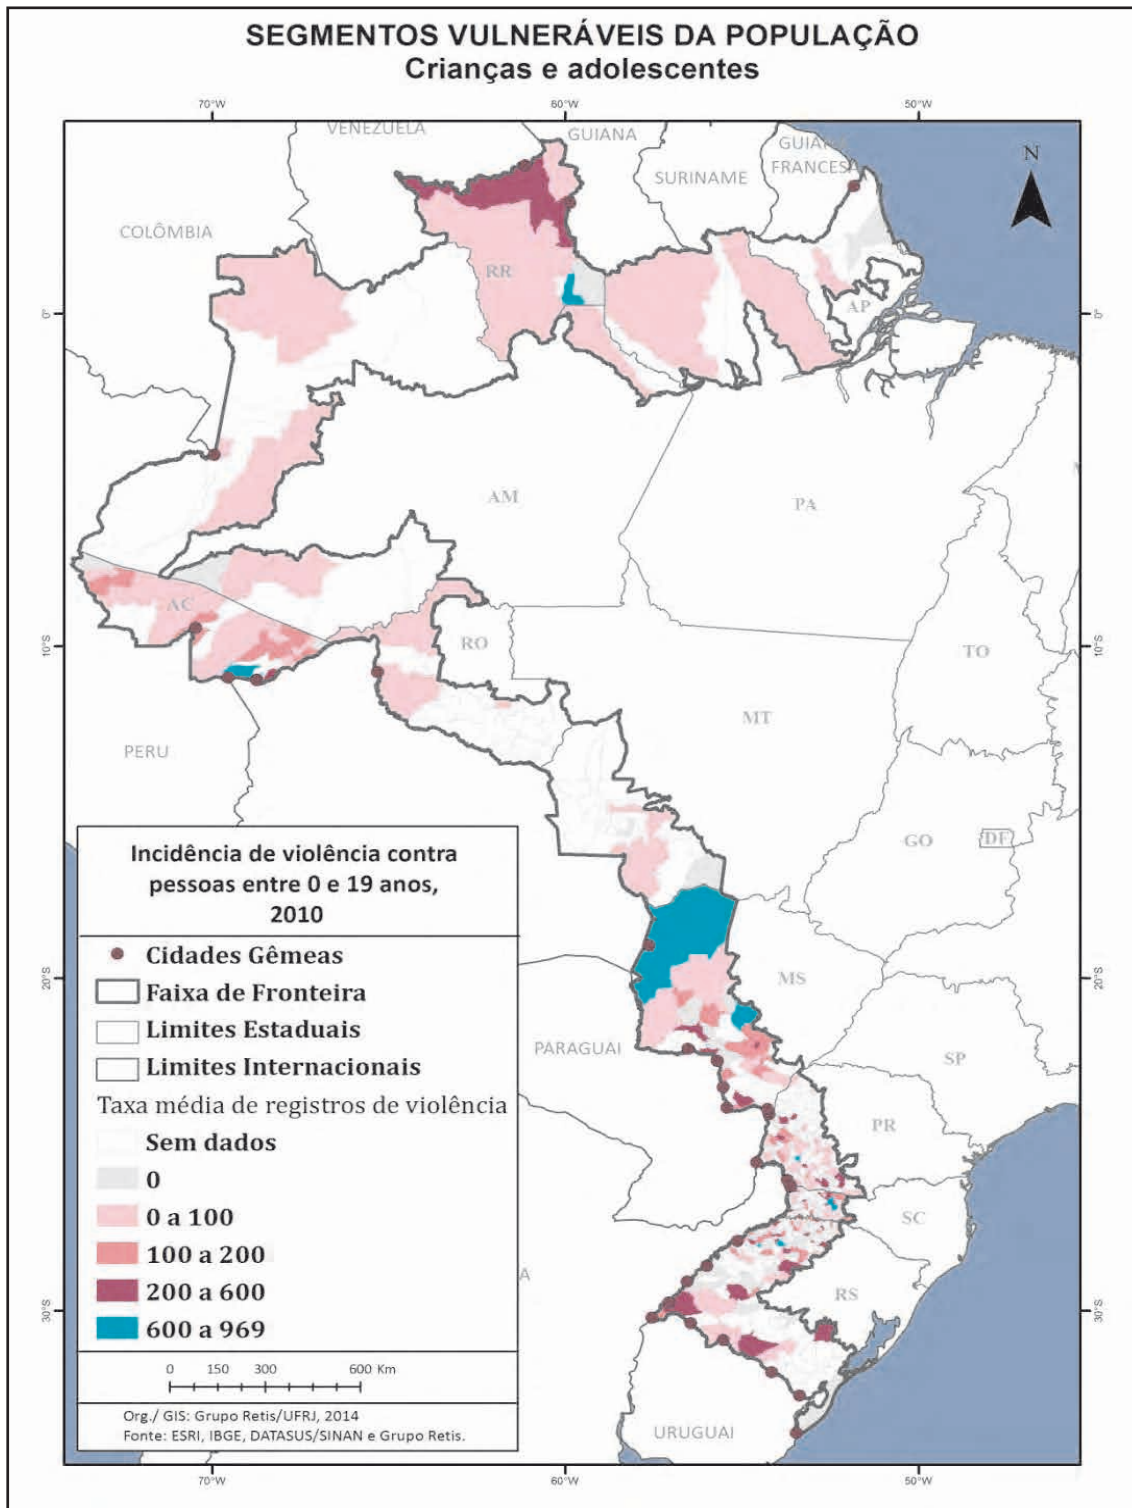 SEGMENTOS VULNERÁVEIS DA POPULAÇÃO
Crianças e adolescentes
70°W
60°W
50°W
VENEZUELA
GUIANA
GUIANA
FRANCESA
SURINAME
N
COLÔMBIA
RR
AP
0°
0°
AM
PA
AC
RO
TO
10°S
10°S
MT
PERU
GO
DF
MS
20°S
20°S
PARAGUAI
SP
PR
SC
A
RS
30°S
30°S
URUGUAI
Incidência de violência contra
pessoas entre 0 e 19 anos,
2010
Cidades Gêmeas
Faixa de Fronteira
Limites Estaduais
Limites Internacionais
Taxa média de registros de violência
Sem dados
0
0 a 100
100 a 200
200 a 600
600 a 969
0 150 300 600 Km
Org./ GIS: Grupo Retis/UFRJ, 2014
Fonte: ESRI, IBGE, DATASUS/SINAN e Grupo Retis.
70°W
60°W
50°W